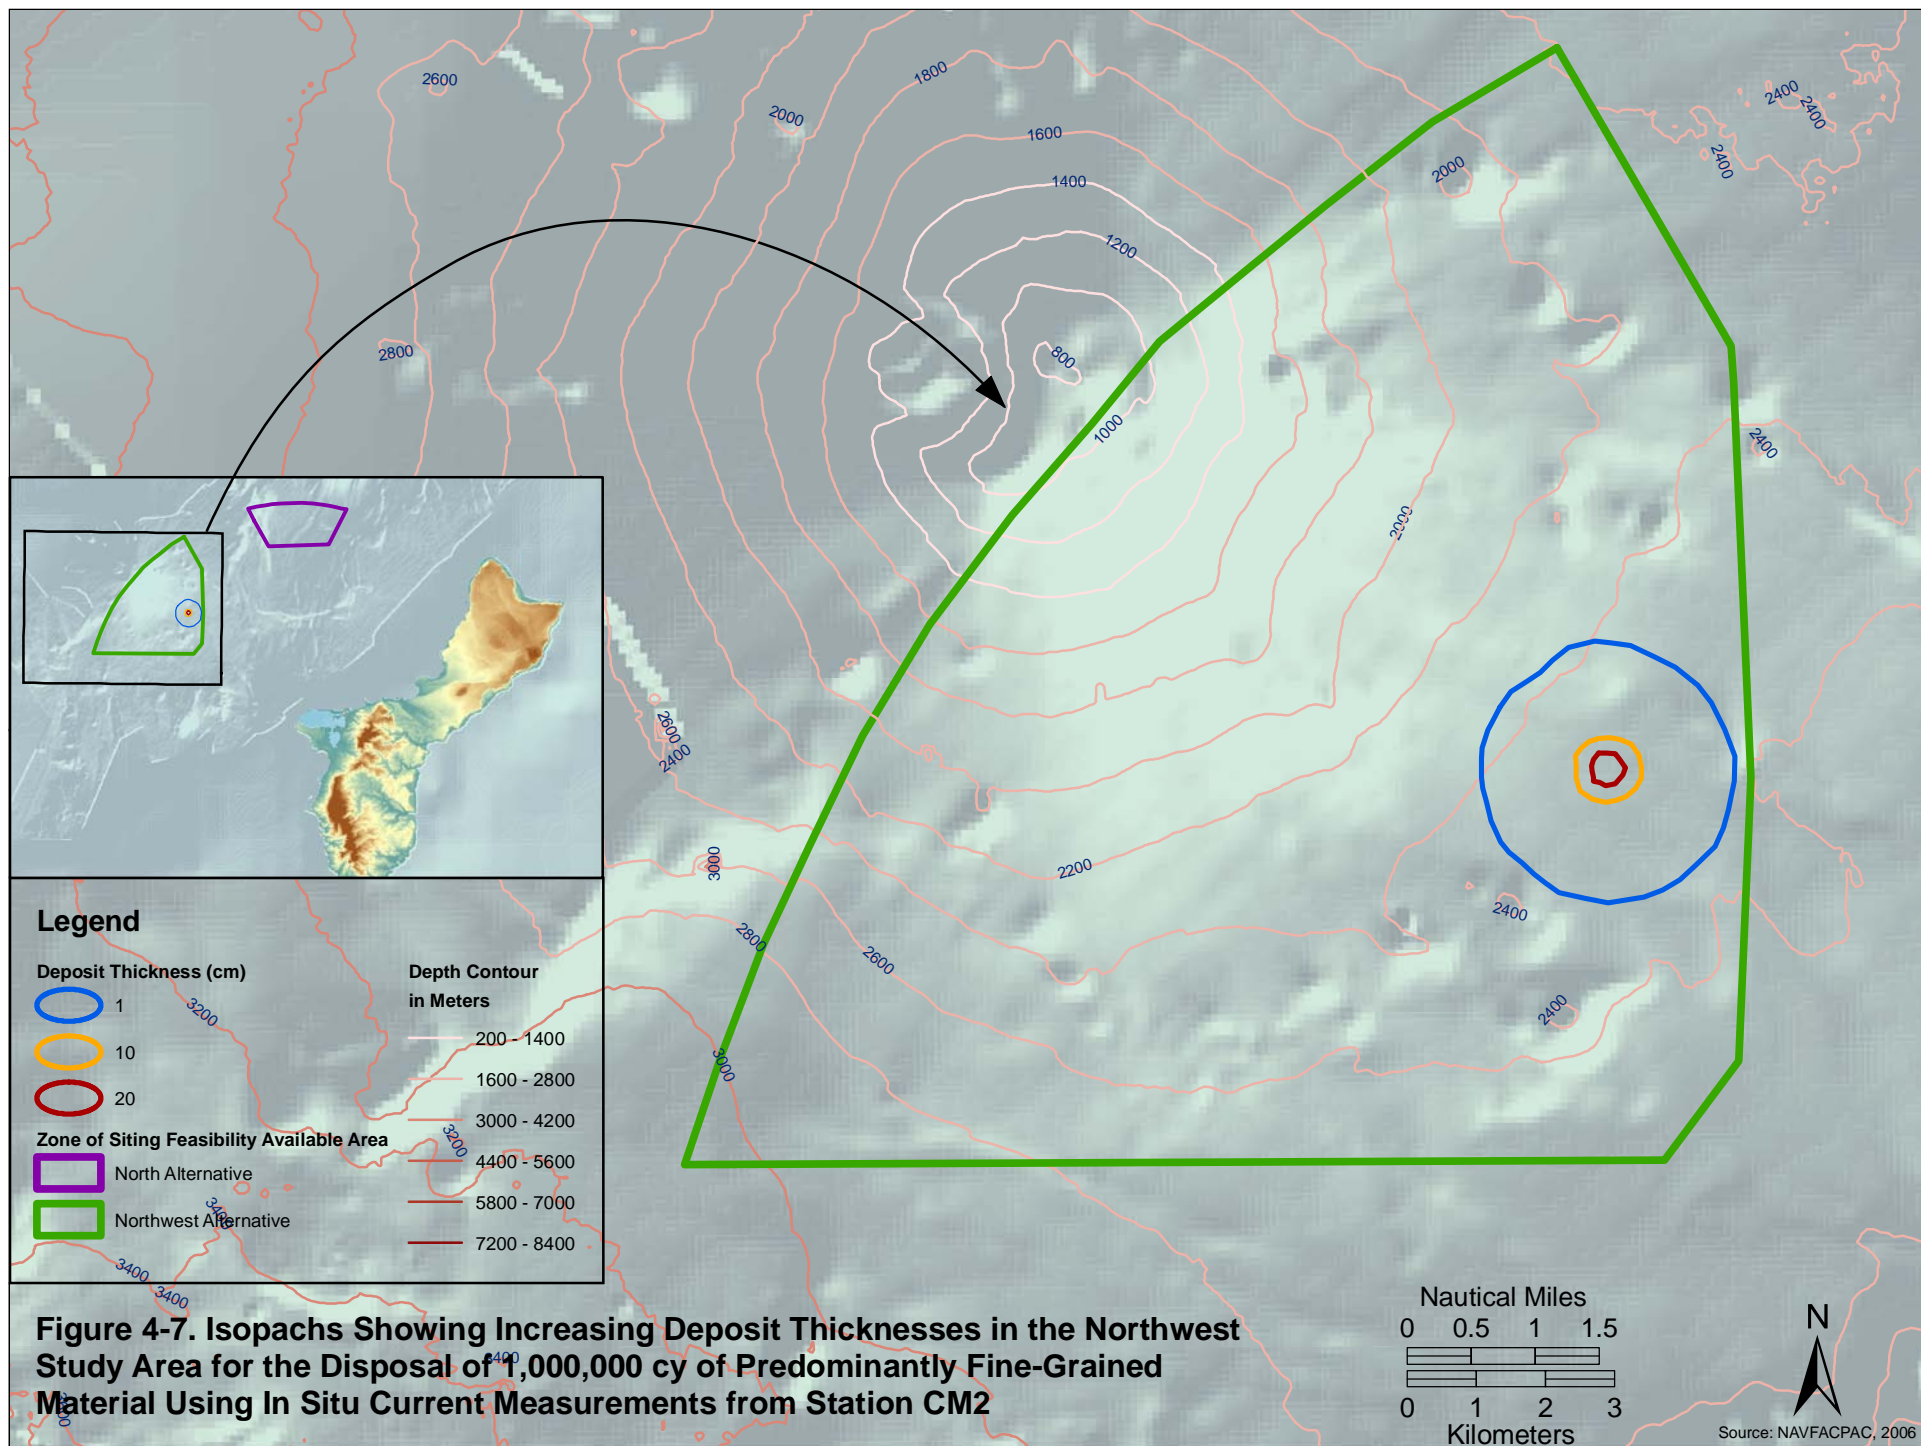 2600
1800
2000
1600
1400
1200
800
1000
2800
2000
2400
2400
2400
2400
2000
2600
2400
3000
2200
2800
2600
2400
2400
3000
Legend
Deposit Thickness (cm)
1
10
20
Zone of Siting Feasibility Available Area
North Alternative
Northwest Alternative
Depth Contour
in Meters
200 - 1400
1600 - 2800
3000 - 4200
4400 - 5600
5800 - 7000
7200 - 8400
3200
3200
3400
3400
3400
3400
Figure 4-7. Isopachs Showing Increasing Deposit Thicknesses in the Northwest
Study Area for the Disposal of 1,000,000 cy of Predominantly Fine-Grained
Material Using In Situ Current Measurements from Station CM2
Nautical Miles
0 0.5 1 1.5
0 1 2 3
Kilometers
N
Source: NAVFACPAC, 2006